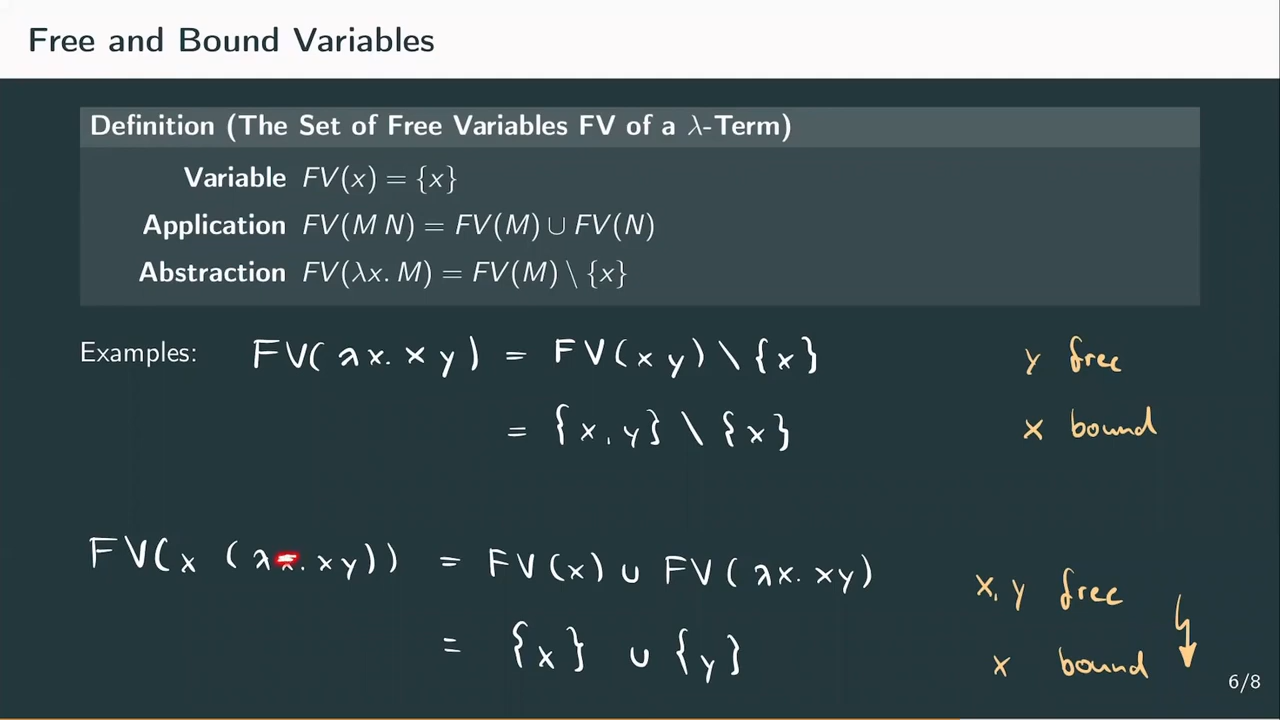 Free and Bound Variables
Definition (The Set of Free Variables FV of a λ-Term)
Variable FV(x) = {x}
Application FV(M N) = FV(M) ∪ FV(N)
Abstraction FV(λx. M) = FV(M) \ {x}
Examples: FV(λx. x y) = FV(x y) \ {x} y free
= {x, y} \ {x} x bound
FV(x (λx. xy)) = FV(x) ∪ FV(λx. xy) x, y free
= {x} ∪ {y} x bound
6/8